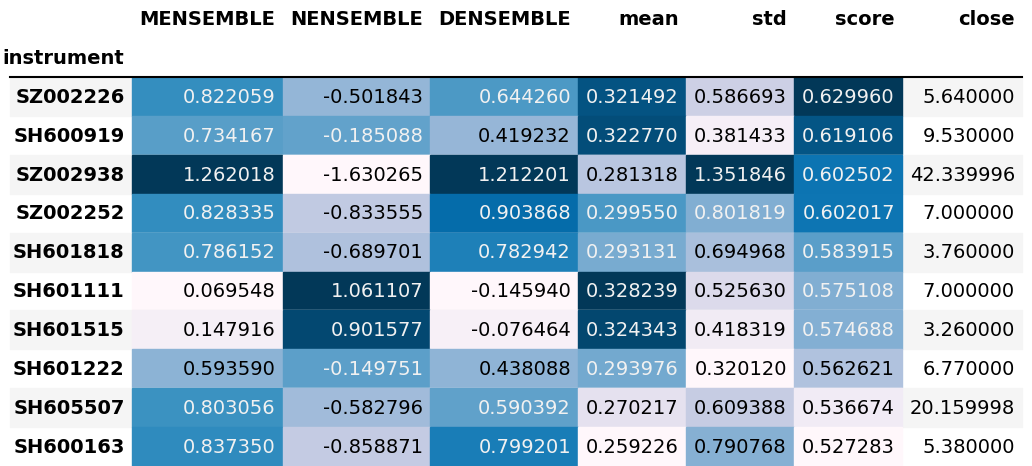 MENSEMBLE NENSEMBLE DENSEMBLE mean std score close
instrument
SZ002226 0.822059 -0.501843 0.644260 0.321492 0.586693 0.629960 5.640000
SH600919 0.734167 -0.185088 0.419232 0.322770 0.381433 0.619106 9.530000
SZ002938 1.262018 -1.630265 1.212201 0.281318 1.351846 0.602502 42.339996
SZ002252 0.828335 -0.833555 0.903868 0.299550 0.801819 0.602017 7.000000
SH601818 0.786152 -0.689701 0.782942 0.293131 0.694968 0.583915 3.760000
SH601111 0.069548 1.061107 -0.145940 0.328239 0.525630 0.575108 7.000000
SH601515 0.147916 0.901577 -0.076464 0.324343 0.418319 0.574688 3.260000
SH601222 0.593590 -0.149751 0.438088 0.293976 0.320120 0.562621 6.770000
SH605507 0.803056 -0.582796 0.590392 0.270217 0.609388 0.536674 20.159998
SH600163 0.837350 -0.858871 0.799201 0.259226 0.790768 0.527283 5.380000